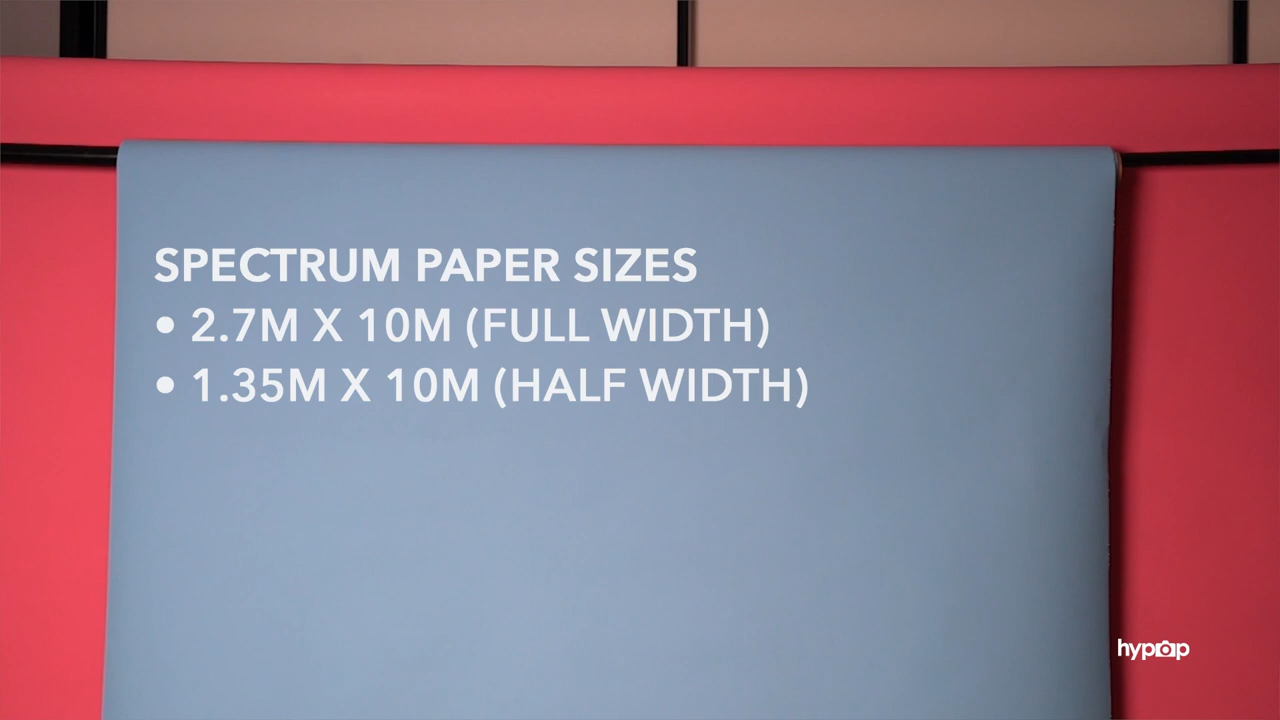 SPECTRUM PAPER SIZES
• 2.7M X 10M (FULL WIDTH)
• 1.35M X 10M (HALF WIDTH)
hypop